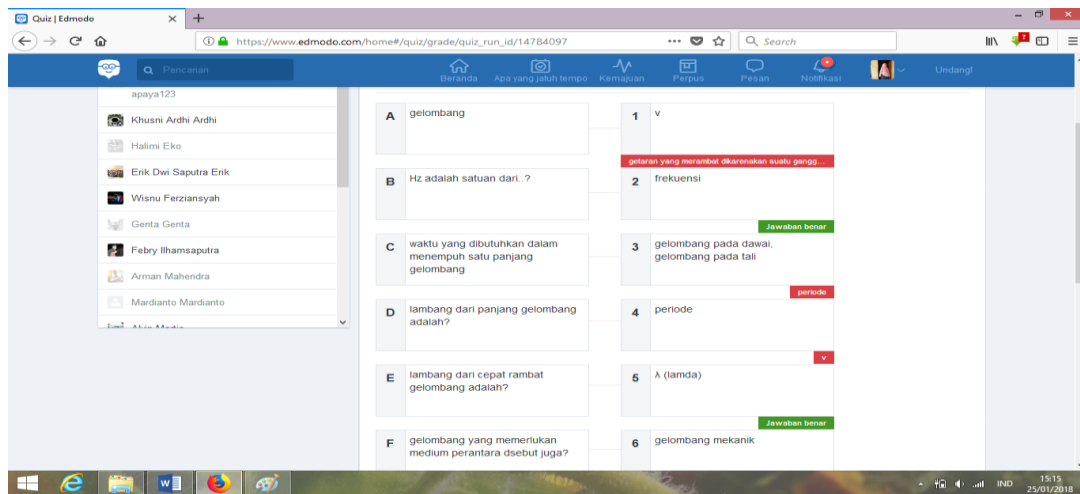 Quiz | Edmodo
https://www.edmodo.com/home#/quiz/grade/quiz_run_id/14784097
Search
Pencarian
Beranda
Apa yang jatuh tempo
Kemajuan
Perpus
Pesan
Notifikasi
Undang!
apaya123
Khusni Ardhi Ardhi
Halimi Eko
Erik Dwi Saputra Erik
Wisnu Ferziansyah
Genta Genta
Febry Ilhamsaputra
Arman Mahendra
Mardianto Mardianto
A gelombang
1 v
getaran yang merambat dikarenakan suatu gangg...
B Hz adalah satuan dari..?
2 frekuensi
Jawaban benar
C waktu yang dibutuhkan dalam
menempuh satu panjang
gelombang
3 gelombang pada dawai,
gelombang pada tali
periode
D lambang dari panjang gelombang
adalah?
4 periode
v
E lambang dari cepat rambat
gelombang adalah?
5 λ (lamda)
Jawaban benar
F gelombang yang memerlukan
medium perantara dsebut juga?
6 gelombang mekanik
IND
15:15
25/01/2018